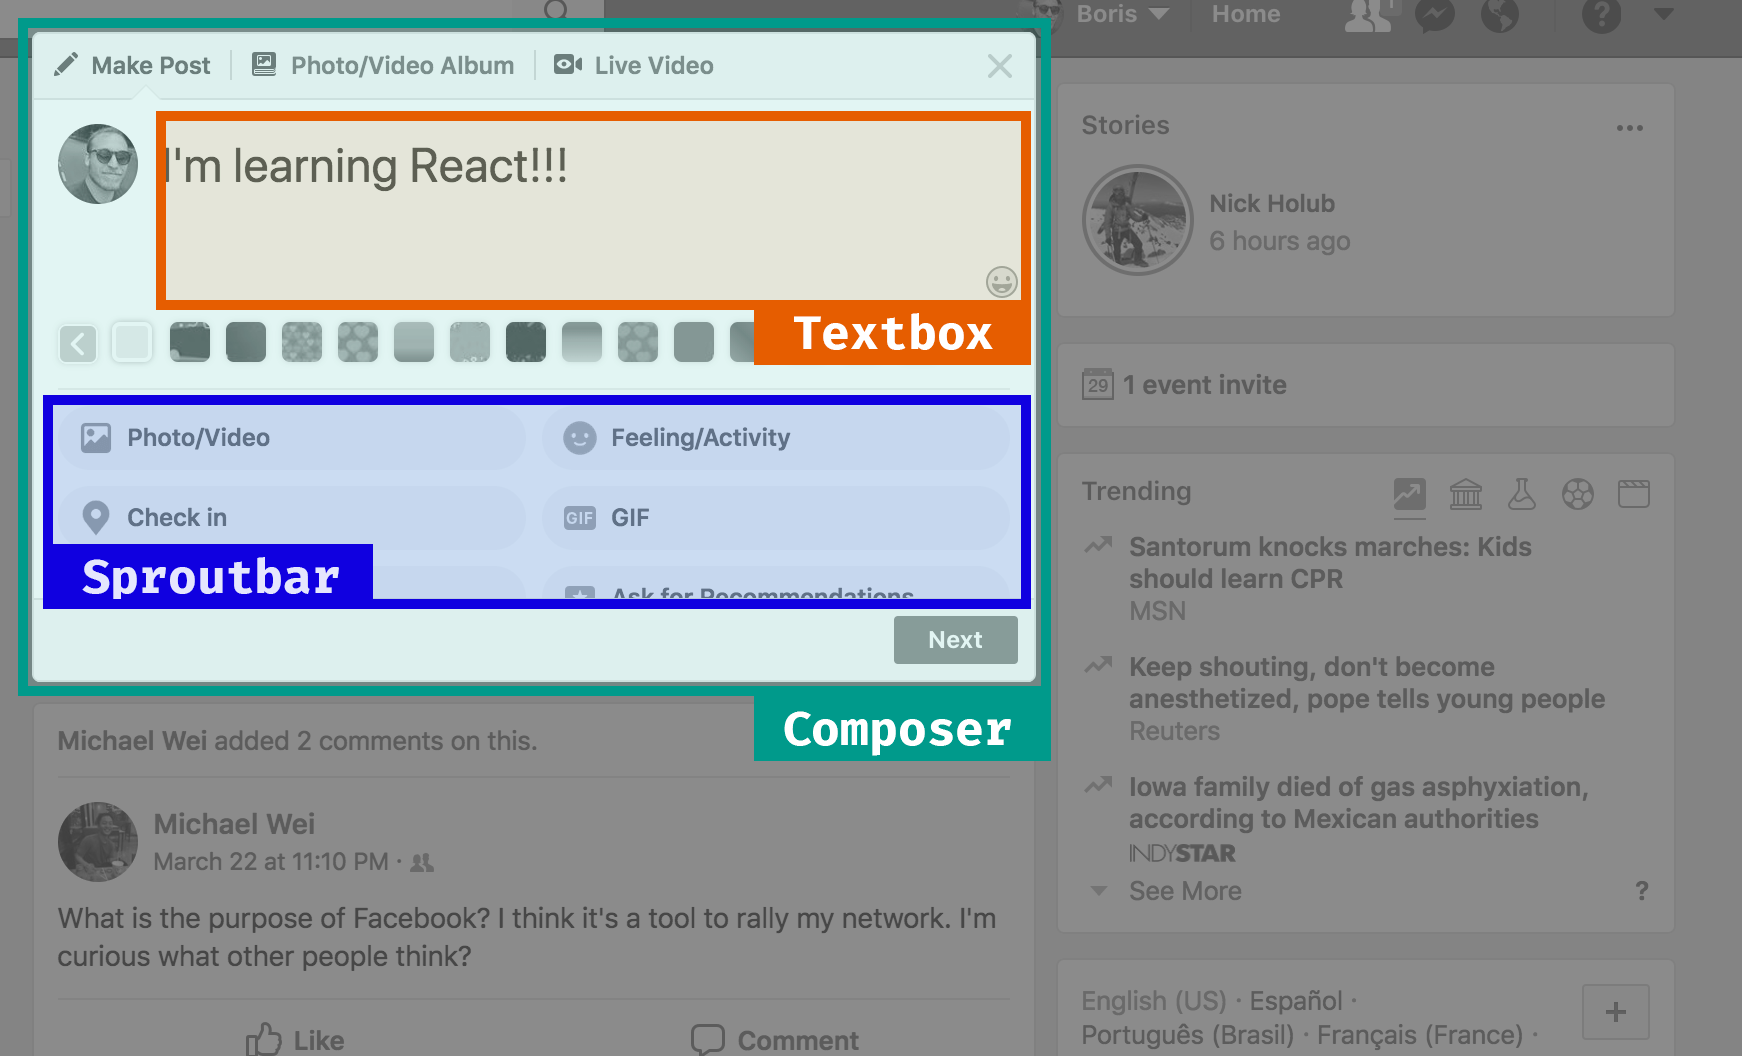 Boris
Home
1
Make Post
Photo/Video Album
Live Video
I'm learning React!!!
Textbox
Photo/Video
Feeling/Activity
Check in
GIF
GIF
Sproutbar
Ask for Recommendations
Next
Composer
Stories
Nick Holub
6 hours ago
29
1 event invite
Trending
Santorum knocks marches: Kids
should learn CPR
MSN
Keep shouting, don't become
anesthetized, pope tells young people
Reuters
Iowa family died of gas asphyxiation,
according to Mexican authorities
INDYSTAR
See More
?
Michael Wei added 2 comments on this.
Michael Wei
March 22 at 11:10 PM ·
What is the purpose of Facebook? I think it's a tool to rally my network. I'm
curious what other people think?
Like
Comment
English (US) · Español ·
Português (Brasil) · Français (France) ·
+